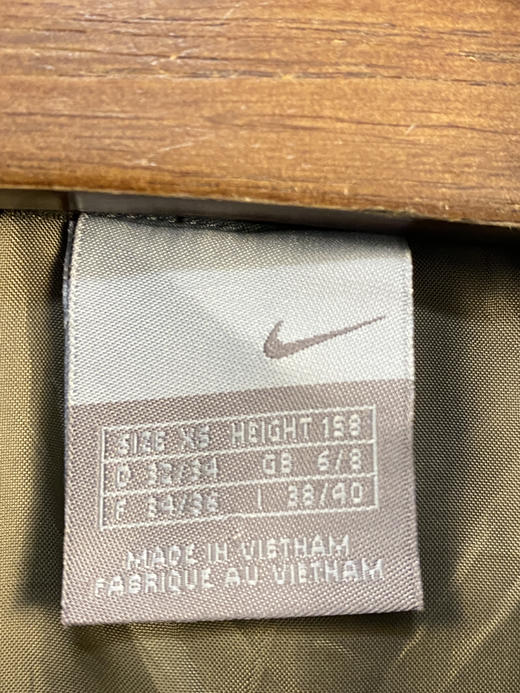 SIZE XS HEIGHT 158
D 32/34 GB 6/8
F 34/36 I 38/40
MADE IN VIETNAM
FABRIQUE AU VIETNAM